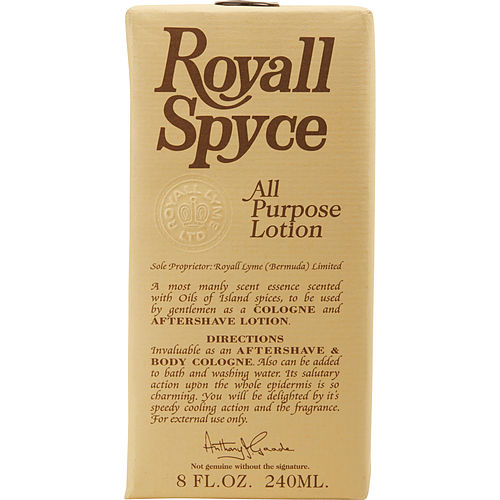 Royall
Spyce
ROYALL LYME
LTD
All
Purpose
Lotion
Sole Proprietor: Royall Lyme (Bermuda) Limited
A most manly scent essence scented
with Oils of Island spices, to be used
by gentlemen as a COLOGNE and
AFTERSHAVE LOTION.
DIRECTIONS
Invaluable as an AFTERSHAVE &
BODY COLOGNE. Also can be added
to bath and washing water. Its salutary
action upon the whole epidermis is so
charming. You will be delighted by it's
speedy cooling action and the fragrance.
For external use only.
Not genuine without the signature.
8 FL.OZ. 240ML.